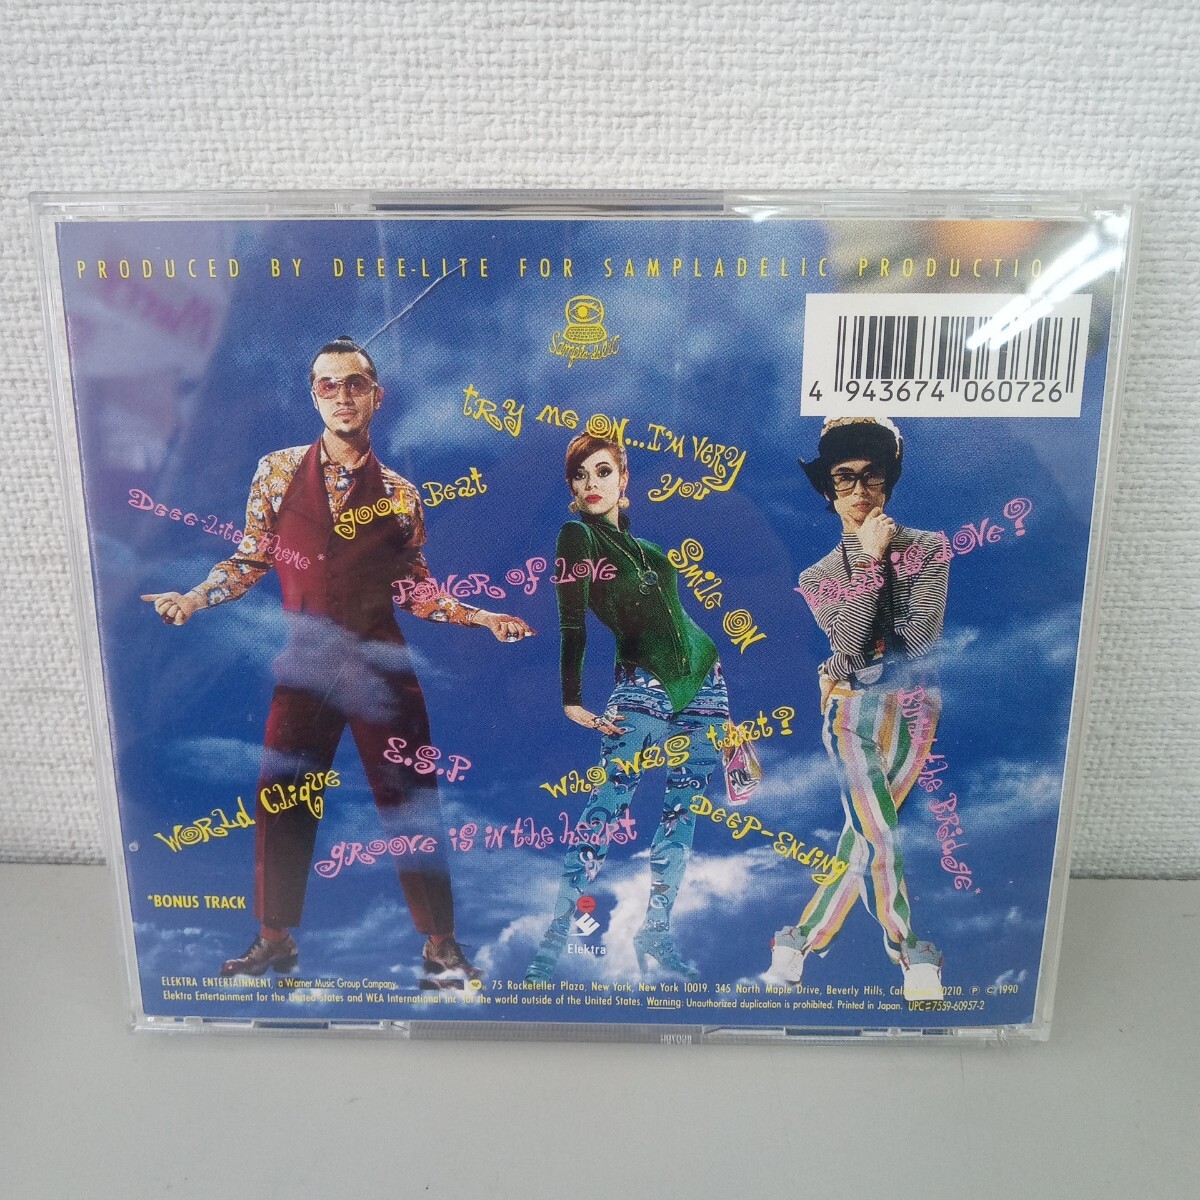 PRODUCED BY DEEE-LITE FOR SAMPLADELIC PRODUCTIO
Sampladelic
4 943674 060726
try me on... I'm very
you
good Beat
Deee-Lite theme *
Power of Love
Smile On
What is Love?
E.S.P.
Who was that?
World Clique
groove is in the heart
Deep-Ending
Build the Bridge *
*BONUS TRACK
Elektra
ELEKTRA ENTERTAINMENT, a Warner Music Group Company. 75 Rockefeller Plaza, New York, New York 10019. 345 North Maple Drive, Beverly Hills, 90210. ℗ © 1990
Elektra Entertainment for the United States and WEA International Inc. for the world outside of the United States. Warning: Unauthorized duplication is prohibited. Printed in Japan. UPC = 7559-60957-2